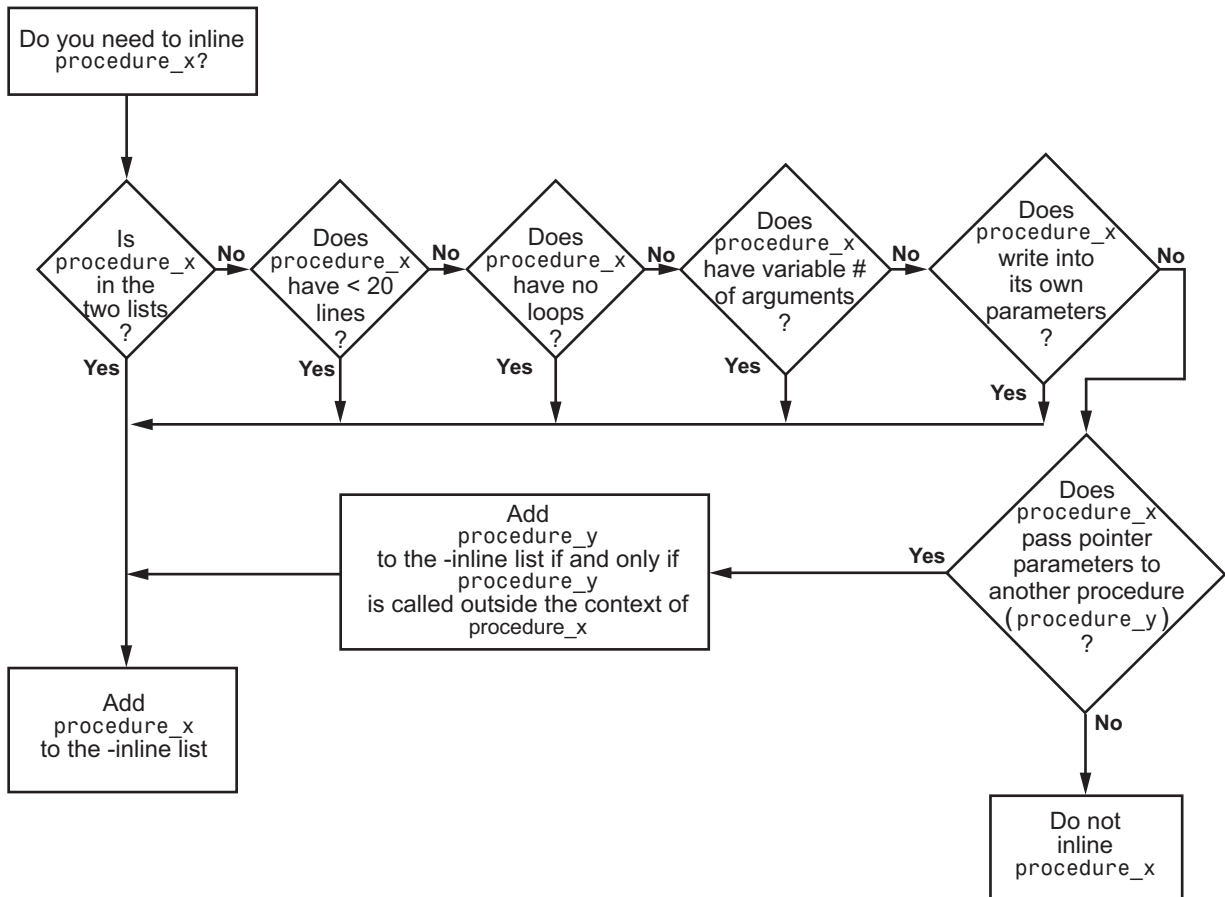 Do you need to inline
procedure_x?
Is
procedure_x
in the
two lists
?
No
Yes
Does
procedure_x
have < 20
lines
?
No
Yes
Does
procedure_x
have no
loops
?
No
Yes
Does
procedure_x
have variable #
of arguments
?
No
Yes
Does
procedure_x
write into
its own
parameters
?
No
Yes
Does
procedure_x
pass pointer
parameters to
another procedure
(procedure_y)
?
Yes
No
Add
procedure_y
to the -inline list if and only if
procedure_y
is called outside the context of
procedure_x
Add
procedure_x
to the -inline list
Do not
inline
procedure_x